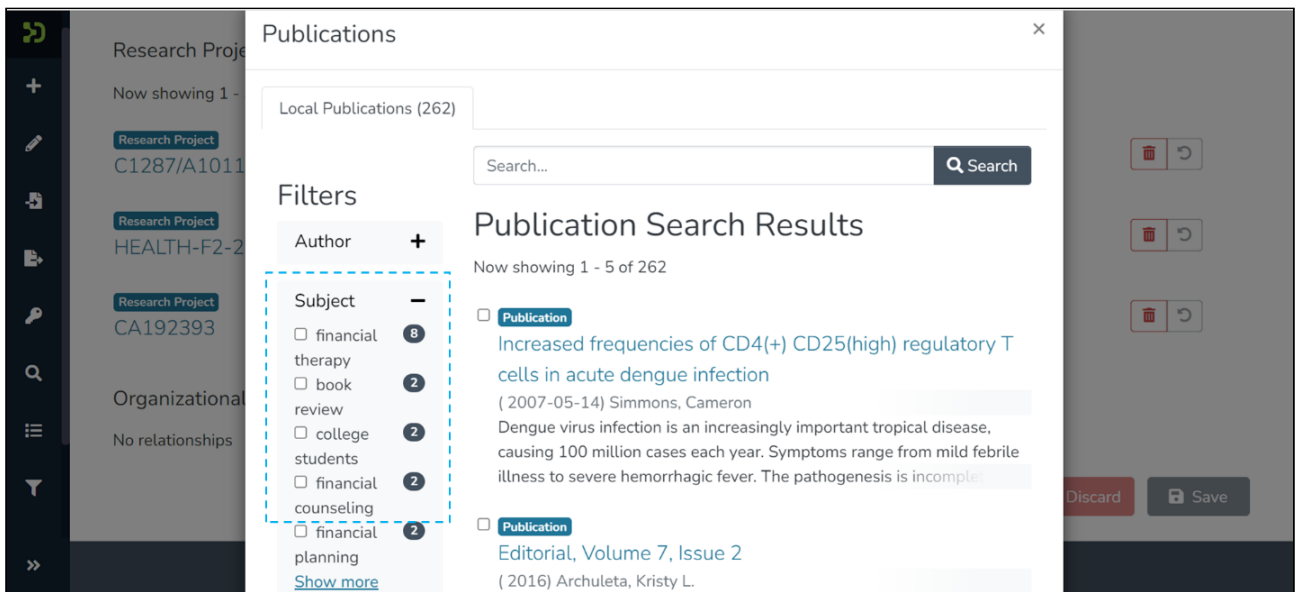 Research Proje
Now showing 1 -
Research Project
C1287/A1011
Research Project
HEALTH-F2-2
Research Project
CA192393
Organizational
No relationships
Publications
×
Local Publications (262)
Filters
Author
Subject
financial 8
therapy
book 2
review
college 2
students
financial 2
counseling
financial 2
planning
Show more
Search...
Search
Publication Search Results
Now showing 1 - 5 of 262
Publication
Increased frequencies of CD4(+) CD25(high) regulatory T
cells in acute dengue infection
( 2007-05-14) Simmons, Cameron
Dengue virus infection is an increasingly important tropical disease,
causing 100 million cases each year. Symptoms range from mild febrile
illness to severe hemorrhagic fever. The pathogenesis is incomple
Publication
Editorial, Volume 7, Issue 2
( 2016) Archuleta, Kristy L.
Discard
Save